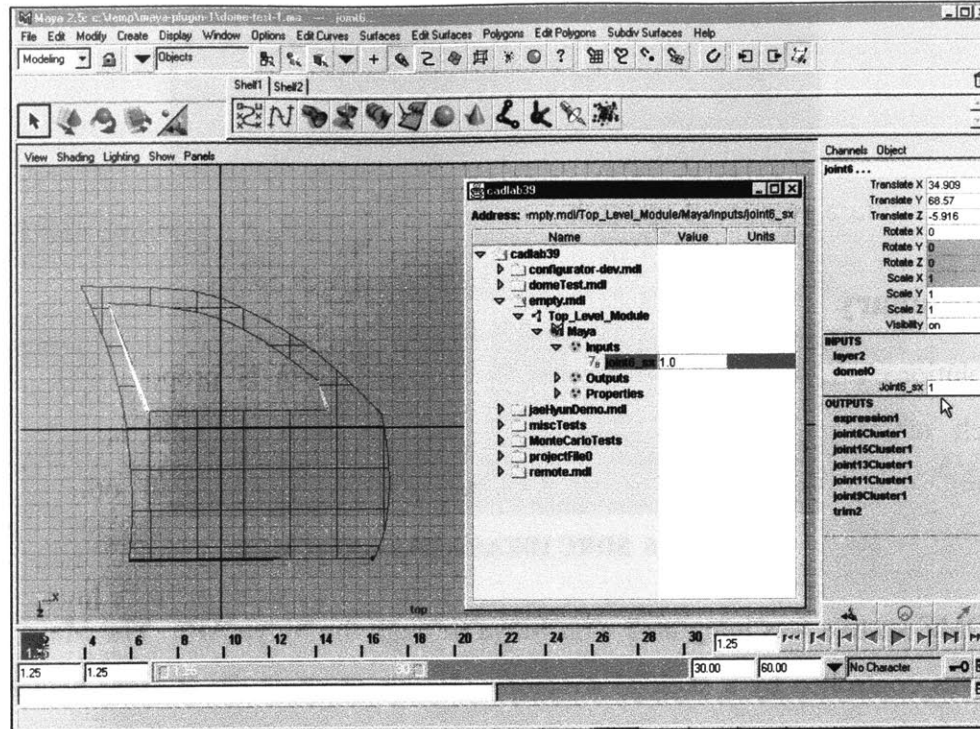 Maya 2.5: c:\temp\maya-plugin-1\dome-test-1.ma --- joint6...
File Edit Modify Create Display Window Options Edit Curves Surfaces Edit Surfaces Polygons Edit Polygons Subdiv Surfaces Help
Modeling Objects
Shelf1 Shelf2
View Shading Lighting Show Panels
Channels Object
joint6 ...
Translate X 34.909
Translate Y 68.57
Translate Z -5.916
Rotate X 0
Rotate Y 0
Rotate Z 0
Scale X 1
Scale Y 1
Scale Z 1
Visibility on
INPUTS
layer2
domeIO
Joint6_sx 1
OUTPUTS
expression1
joint6Cluster1
joint15Cluster1
joint13Cluster1
joint11Cluster1
joint9Cluster1
trim2
cadlab39
Address: mpty.mdl/Top_Level_Module/Maya/Inputs/joint6_sx
Name Value Units
cadlab39
configurator-dev.mdl
domeTest.mdl
empty.mdl
Top_Level_Module
Maya
Inputs
joint6_sx 1.0
Outputs
Properties
jaeHyunDemo.mdl
miscTests
MonteCarloTests
projectFile0
remote.mdl
x
z
top
4 6 8 10 12 14 16 18 20 22 24 26 28 30 1.25
1.25 1.25 30.00 60.00 No Character